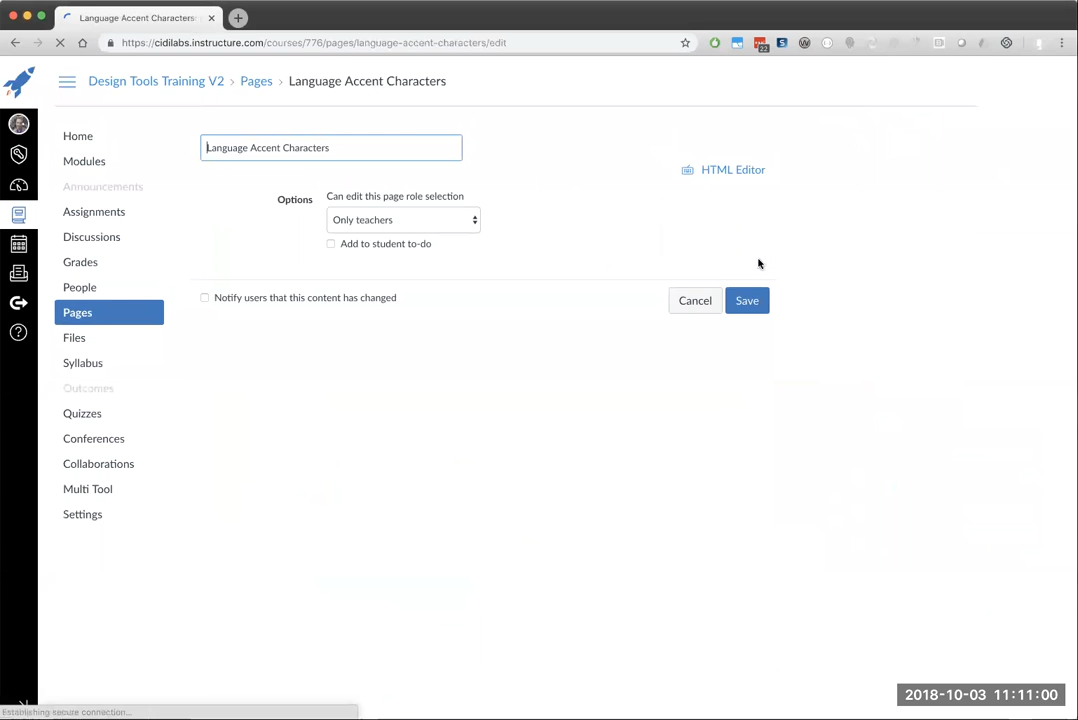 Language Accent Characters
https://cidilabs.instructure.com/courses/776/pages/language-accent-characters/edit
22
Design Tools Training V2 > Pages > Language Accent Characters
Home
Modules
Announcements
Assignments
Discussions
Grades
People
Pages
Files
Syllabus
Outcomes
Quizzes
Conferences
Collaborations
Multi Tool
Settings
Language Accent Characters
HTML Editor
Options
Can edit this page role selection
Only teachers
Add to student to-do
Notify users that this content has changed
Cancel
Save
2018-10-03 11:11:00
Establishing secure connection...